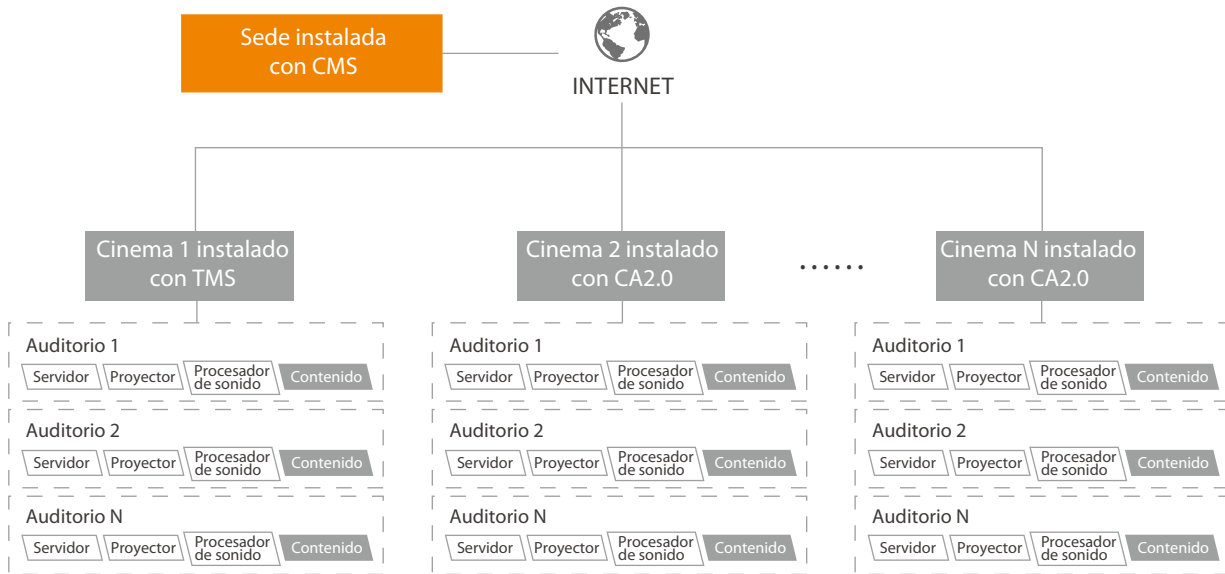 Sede instalada
con CMS
INTERNET
Cinema 1 instalado
con TMS
Cinema 2 instalado
con CA2.0
......
Cinema N instalado
con CA2.0
Auditorio 1
Servidor
Proyector
Procesador
de sonido
Contenido
Auditorio 2
Servidor
Proyector
Procesador
de sonido
Contenido
Auditorio N
Servidor
Proyector
Procesador
de sonido
Contenido
Auditorio 1
Servidor
Proyector
Procesador
de sonido
Contenido
Auditorio 2
Servidor
Proyector
Procesador
de sonido
Contenido
Auditorio N
Servidor
Proyector
Procesador
de sonido
Contenido
Auditorio 1
Servidor
Proyector
Procesador
de sonido
Contenido
Auditorio 2
Servidor
Proyector
Procesador
de sonido
Contenido
Auditorio N
Servidor
Proyector
Procesador
de sonido
Contenido